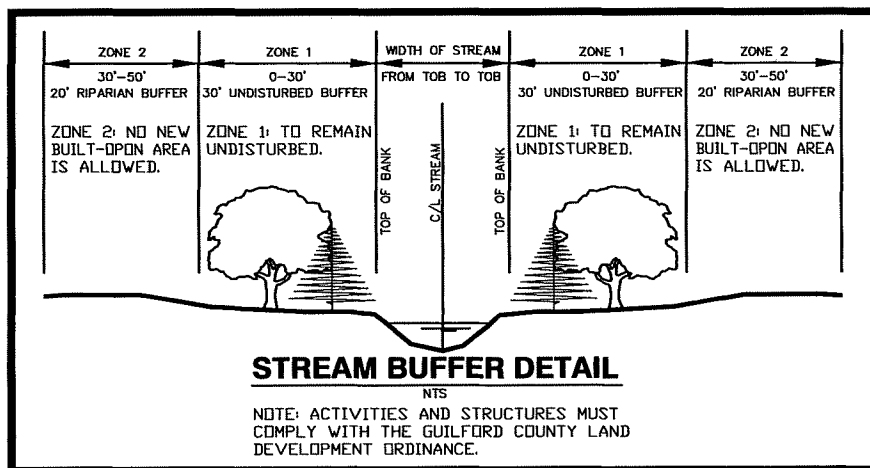 ZONE 2
ZONE 1
WIDTH OF STREAM
ZONE 1
ZONE 2
30'-50'
0-30'
FROM TOB TO TOB
0-30'
30'-50'
20' RIPARIAN BUFFER
30' UNDISTURBED BUFFER
30' UNDISTURBED BUFFER
20' RIPARIAN BUFFER
ZONE 2: NO NEW
BUILT-OPON AREA
IS ALLOWED.
ZONE 1: TO REMAIN
UNDISTURBED.
TOP OF BANK
C/L STREAM
TOP OF BANK
ZONE 1: TO REMAIN
UNDISTURBED.
ZONE 2: NO NEW
BUILT-OPON AREA
IS ALLOWED.
STREAM BUFFER DETAIL
NTS
NOTE: ACTIVITIES AND STRUCTURES MUST
COMPLY WITH THE GUILFORD COUNTY LAND
DEVELOPMENT ORDINANCE.